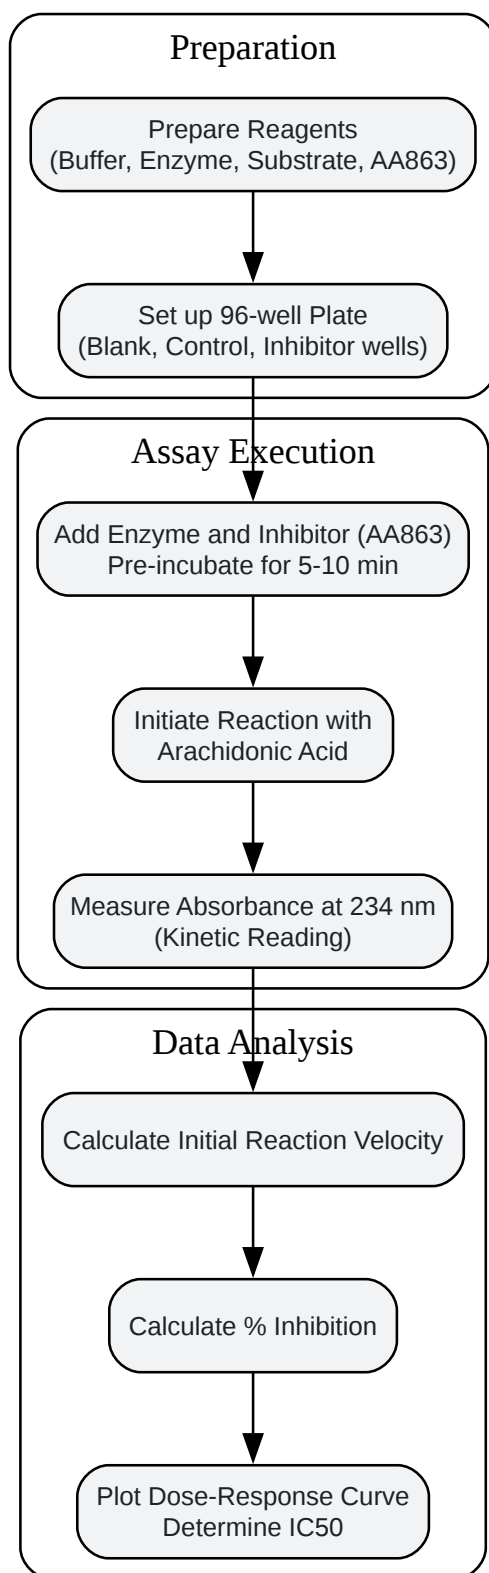 Preparation
Prepare Reagents
(Buffer, Enzyme, Substrate, AA863)
Set up 96-well Plate
(Blank, Control, Inhibitor wells)
Assay Execution
Add Enzyme and Inhibitor (AA863)
Pre-incubate for 5-10 min
Initiate Reaction with
Arachidonic Acid
Measure Absorbance at 234 nm
(Kinetic Reading)
Data Analysis
Calculate Initial Reaction Velocity
Calculate % Inhibition
Plot Dose-Response Curve
Determine IC50